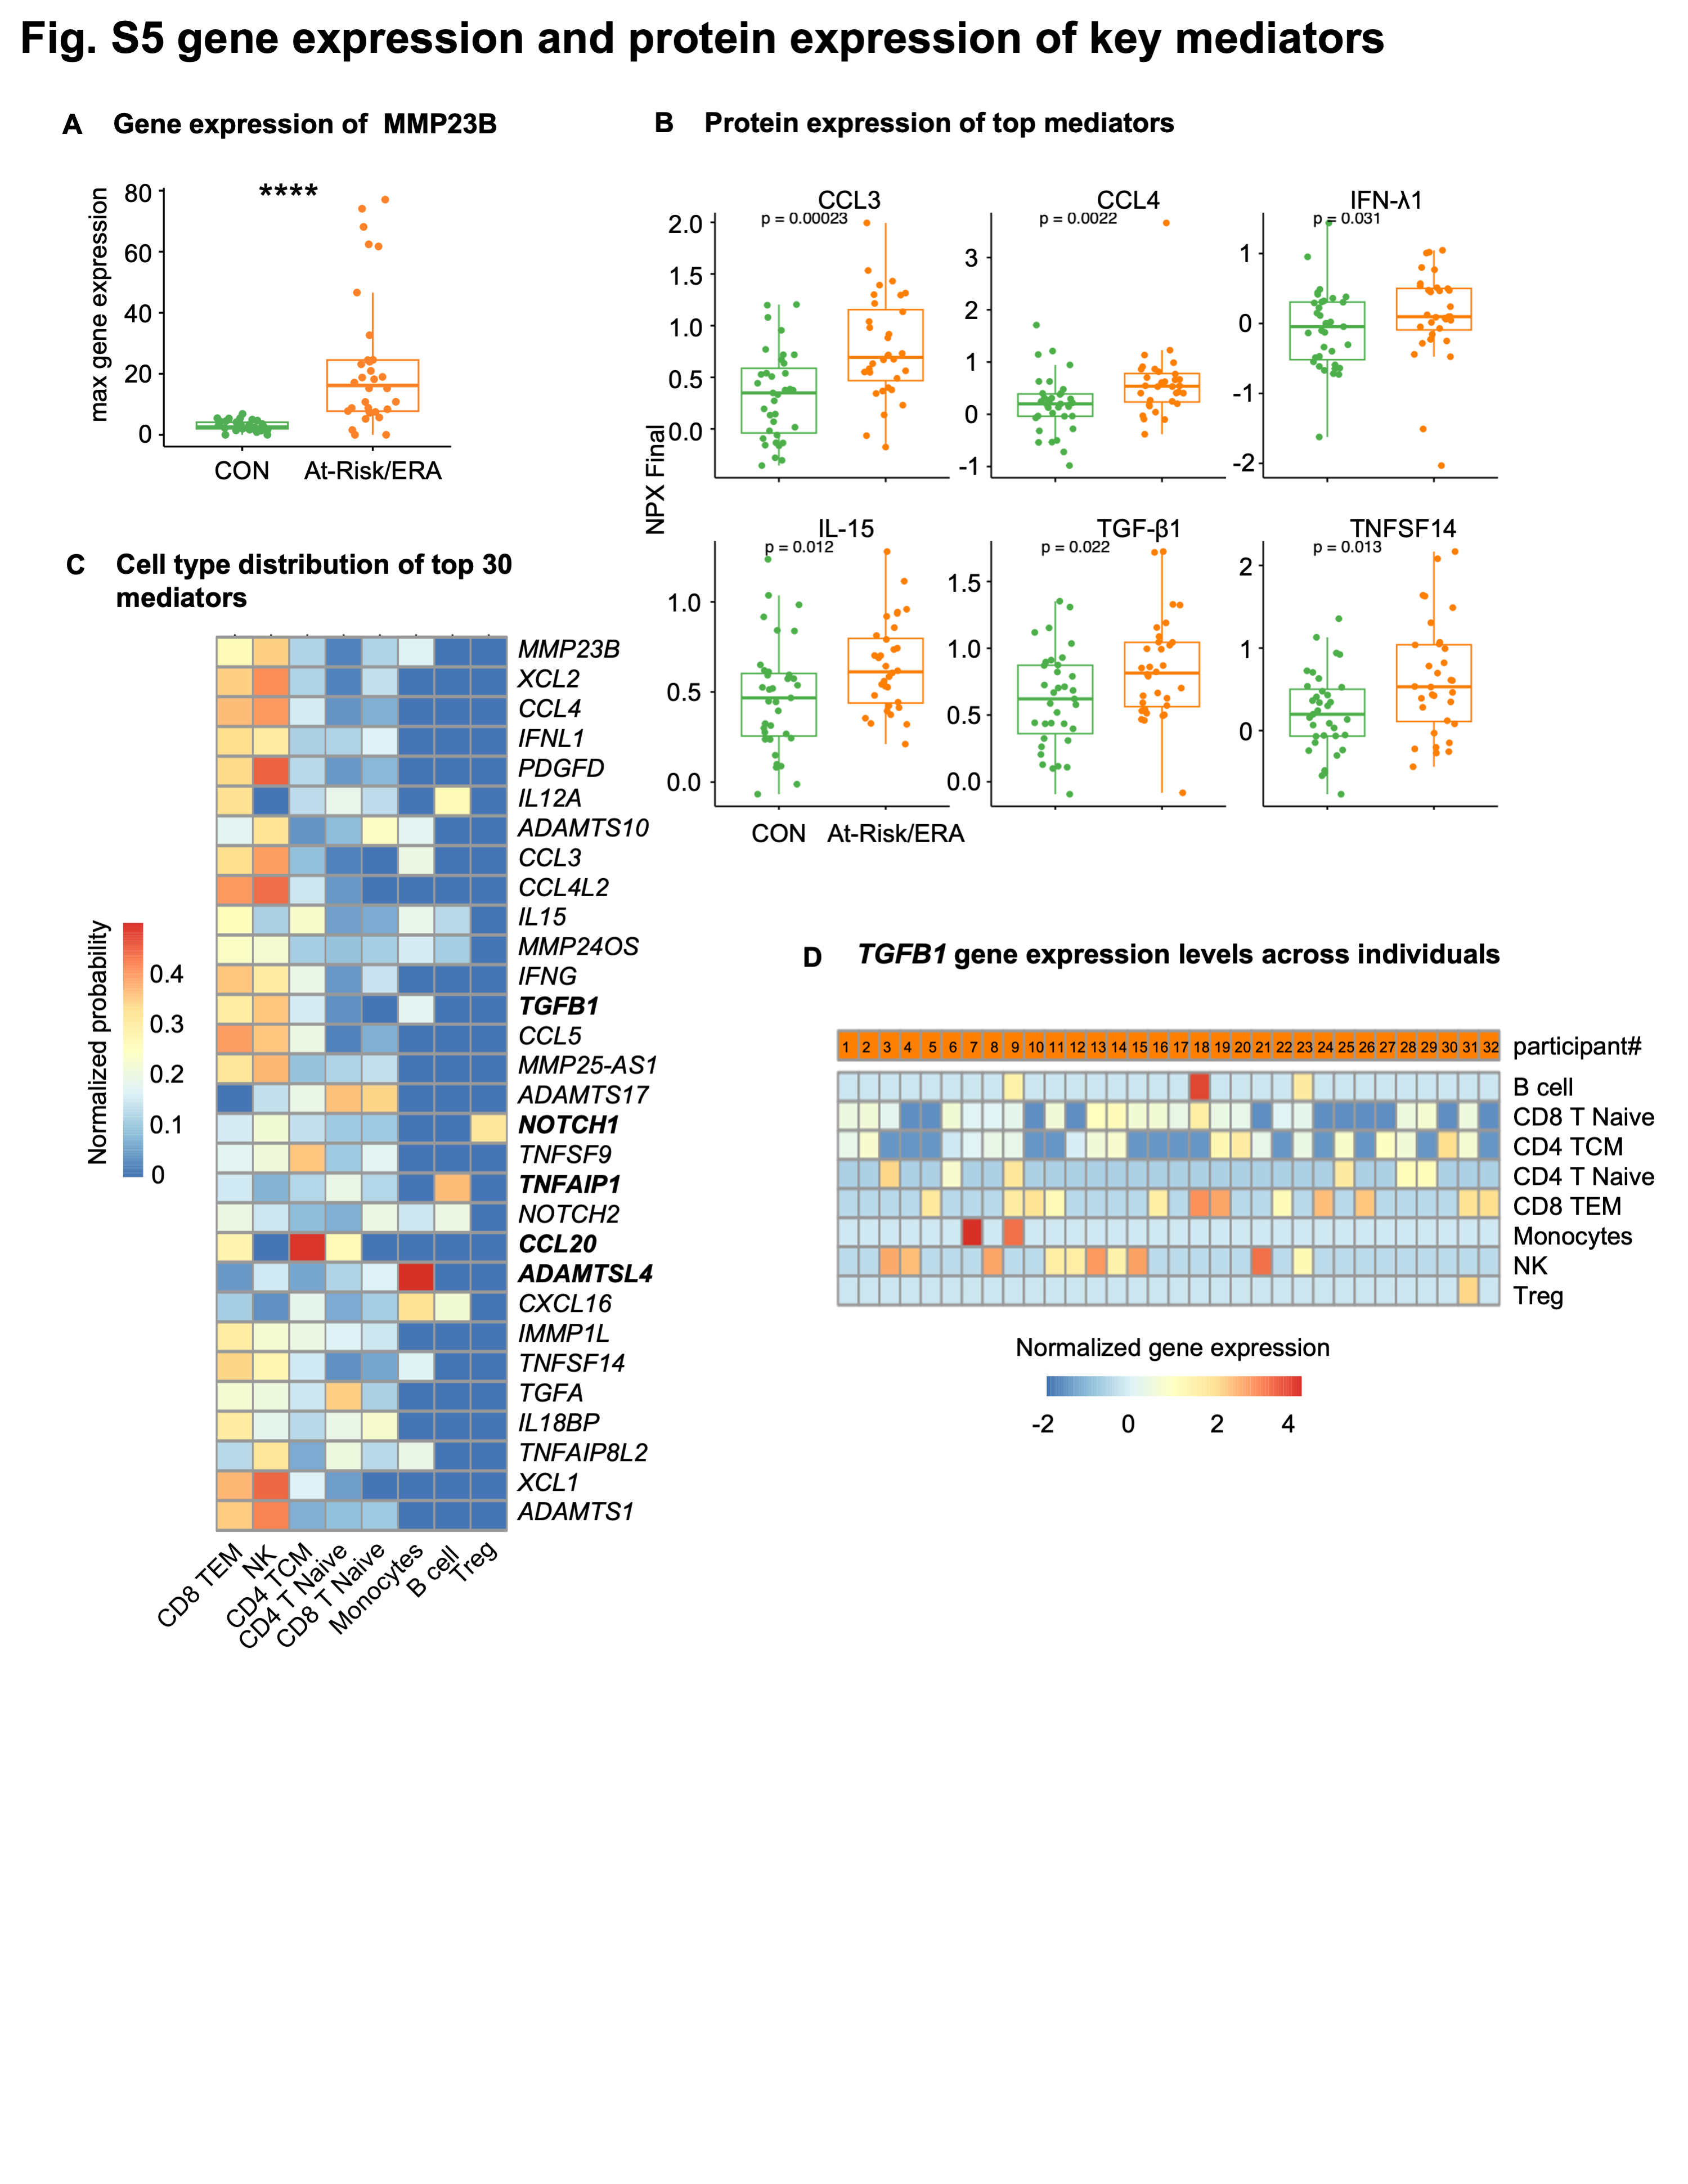 Fig. S5 gene expression and protein expression of key mediators
A Gene expression of MMP23B
max gene expression
80
60
40
20
0
****
CON At-Risk/ERA
B Protein expression of top mediators
NPX Final
CCL3
p = 0.00023
2.0
1.5
1.0
0.5
0.0
CCL4
p = 0.0022
3
2
1
0
-1
IFN-λ1
p = 0.031
1
0
-1
-2
IL-15
p = 0.012
1.0
0.5
0.0
TGF-β1
p = 0.022
1.5
1.0
0.5
0.0
TNFSF14
p = 0.013
2
1
0
CON At-Risk/ERA
C Cell type distribution of top 30
mediators
Normalized probability
0.4
0.3
0.2
0.1
0
MMP23B
XCL2
CCL4
IFNL1
PDGFD
IL12A
ADAMTS10
CCL3
CCL4L2
IL15
MMP24OS
IFNG
TGFB1
CCL5
MMP25-AS1
ADAMTS17
NOTCH1
TNFSF9
TNFAIP1
NOTCH2
CCL20
ADAMTSL4
CXCL16
IMMP1L
TNFSF14
TGFA
IL18BP
TNFAIP8L2
XCL1
ADAMTS1
CD8 TEM
NK
CD4 TCM
CD4 T Naive
CD8 T Naive
Monocytes
B cell
Treg
D TGFB1 gene expression levels across individuals
1 2 3 4 5 6 7 8 9 10 11 12 13 14 15 16 17 18 19 20 21 22 23 24 25 26 27 28 29 30 31 32 participant#
B cell
CD8 T Naive
CD4 TCM
CD4 T Naive
CD8 TEM
Monocytes
NK
Treg
Normalized gene expression
-2 0 2 4